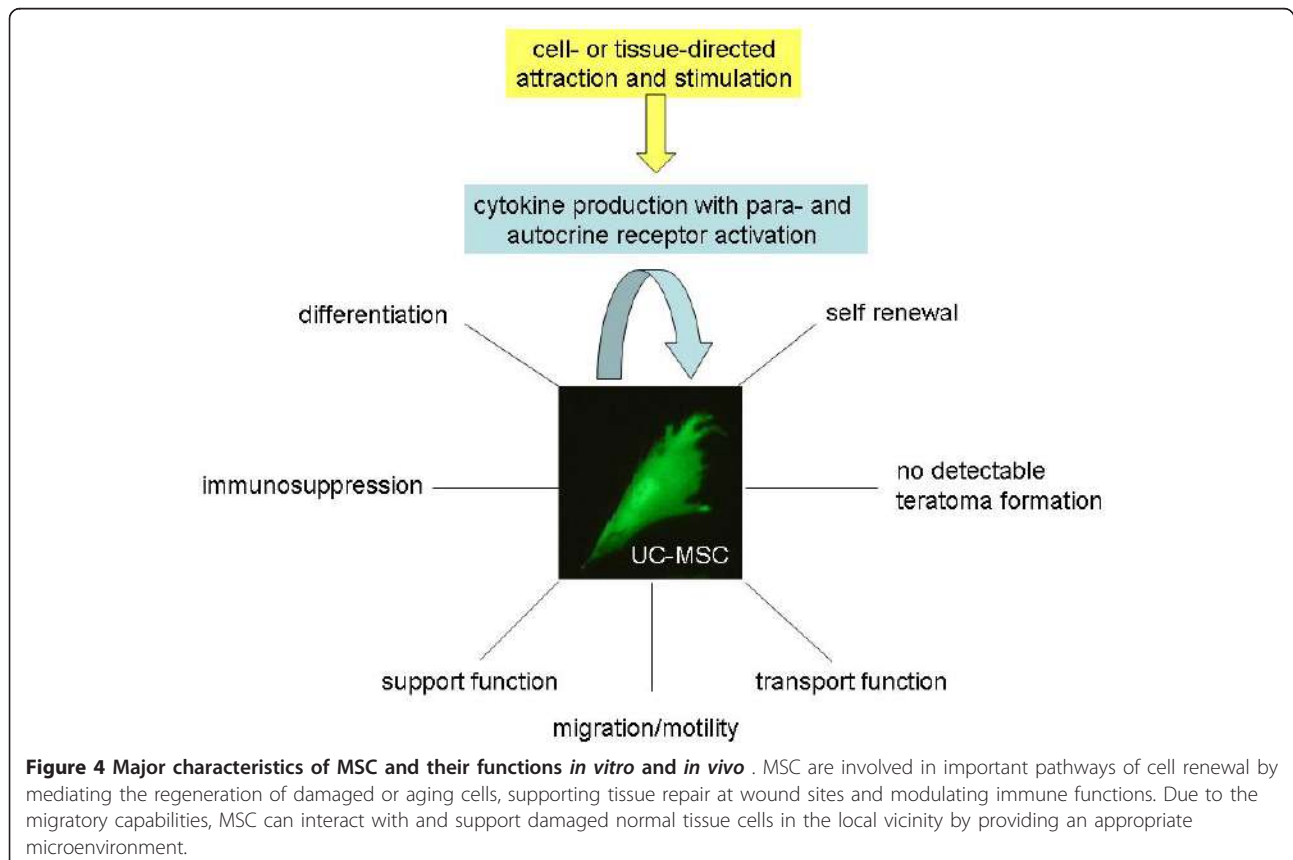 cell- or tissue-directed
attraction and stimulation
cytokine production with para- and
autocrine receptor activation
differentiation
self renewal
immunosuppression
no detectable
teratoma formation
UC-MSC
support function
transport function
migration/motility
Figure 4 Major characteristics of MSC and their functions in vitro and in vivo . MSC are involved in important pathways of cell renewal by
mediating the regeneration of damaged or aging cells, supporting tissue repair at wound sites and modulating immune functions. Due to the
migratory capabilities, MSC can interact with and support damaged normal tissue cells in the local vicinity by providing an appropriate
microenvironment.